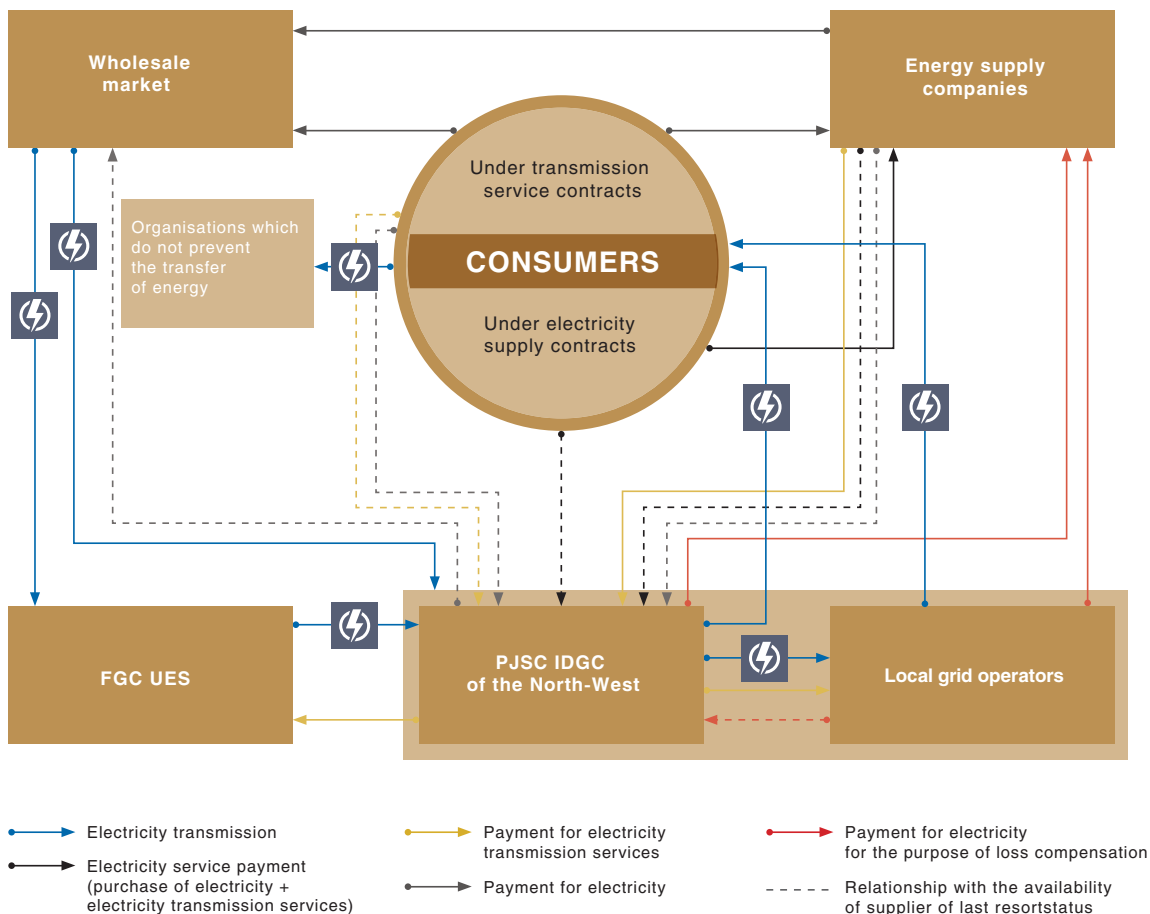 Wholesale
market
Energy supply
companies
Under transmission
service contracts
Organisations which
do not prevent
the transfer
of energy
CONSUMERS
Under electricity
supply contracts
FGC UES
PJSC IDGC
of the North-West
Local grid operators
Electricity transmission
Electricity service payment
(purchase of electricity +
electricity transmission services)
Payment for electricity
transmission services
Payment for electricity
Payment for electricity
for the purpose of loss compensation
Relationship with the availability
of supplier of last resortstatus